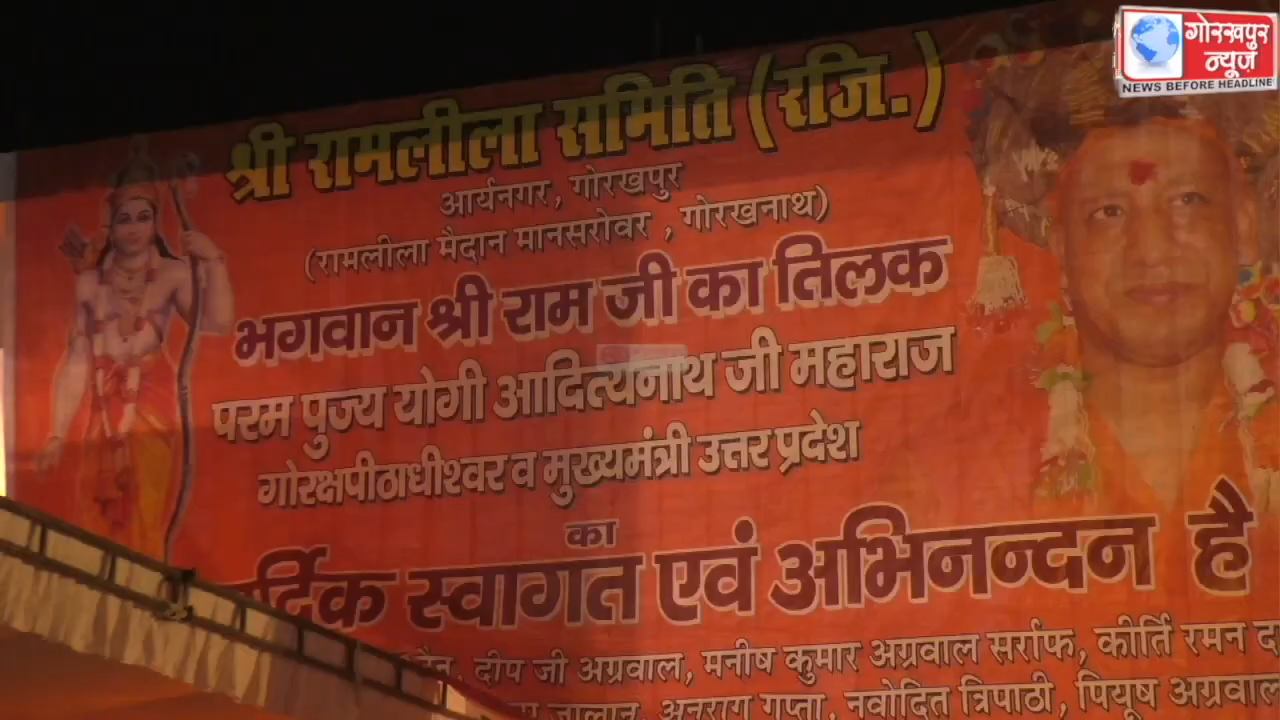 गोरखपुर
न्यूज़
NEWS BEFORE HEADLINE
श्री रामलीला समिति (रजि.)
आर्यनगर, गोरखपुर
(रामलीला मैदान मानसरोवर , गोरखनाथ)
भगवान श्री राम जी का तिलक
परम पुज्य योगी आदित्यनाथ जी महाराज
गोरक्षपीठाधीश्वर व मुख्यमंत्री उत्तर प्रदेश
का
र्दिक स्वागत एवं अभिनन्दन है
दीप जी अग्रवाल, मनीष कुमार अग्रवाल सर्राफ, कीर्ति रमन
जालान, अनुराग गुप्ता, नवोदित त्रिपाठी, पियूष अग्रवाल